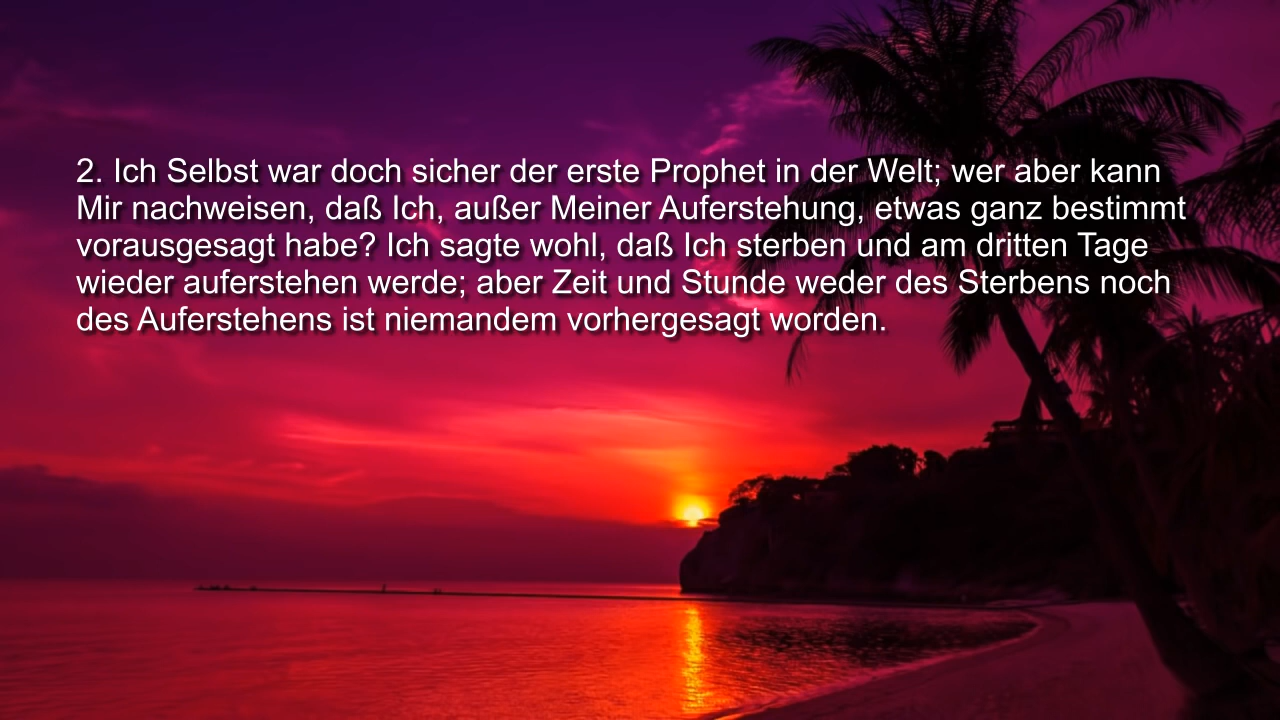 2. Ich Selbst war doch sicher der erste Prophet in der Welt; wer aber kann
Mir nachweisen, daß Ich, außer Meiner Auferstehung, etwas ganz bestimmt
vorausgesagt habe? Ich sagte wohl, daß Ich sterben und am dritten Tage
wieder auferstehen werde; aber Zeit und Stunde weder des Sterbens noch
des Auferstehens ist niemandem vorhergesagt worden.